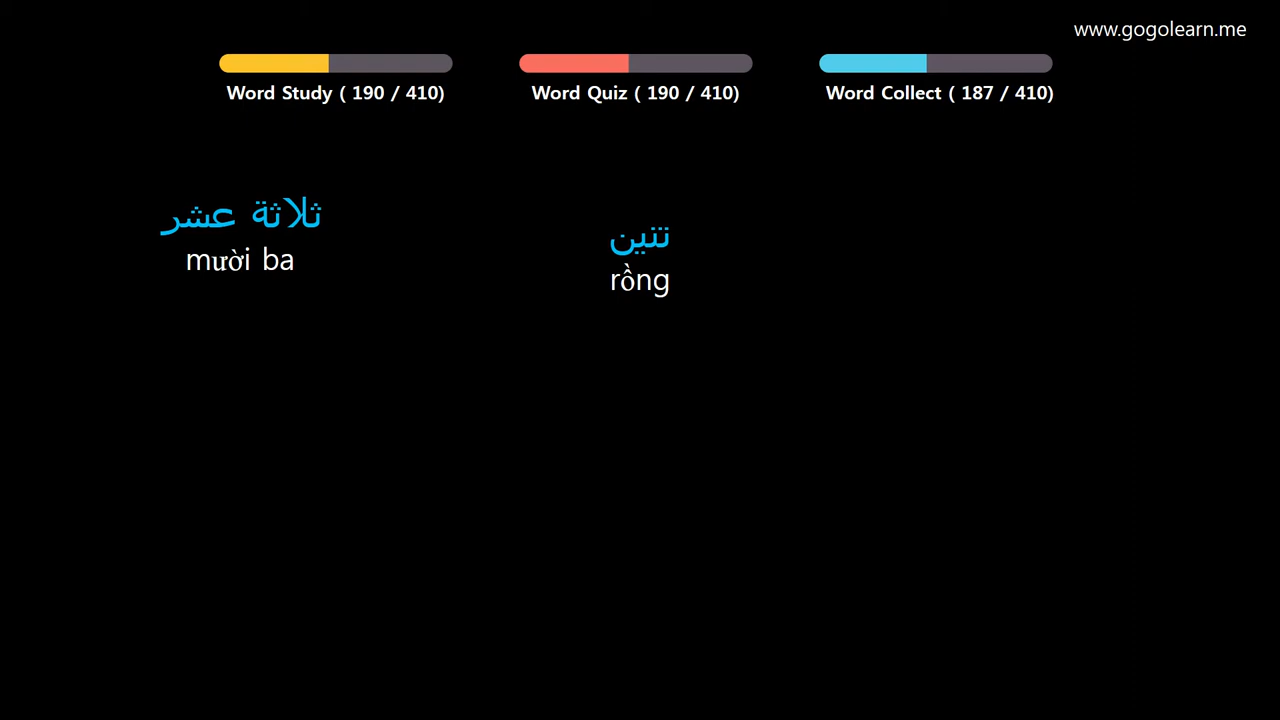 www.gogolearn.me
Word Study ( 190 / 410)
Word Quiz ( 190 / 410)
Word Collect ( 187 / 410)
ثلاثة عشر
mười ba
تنين
rồng